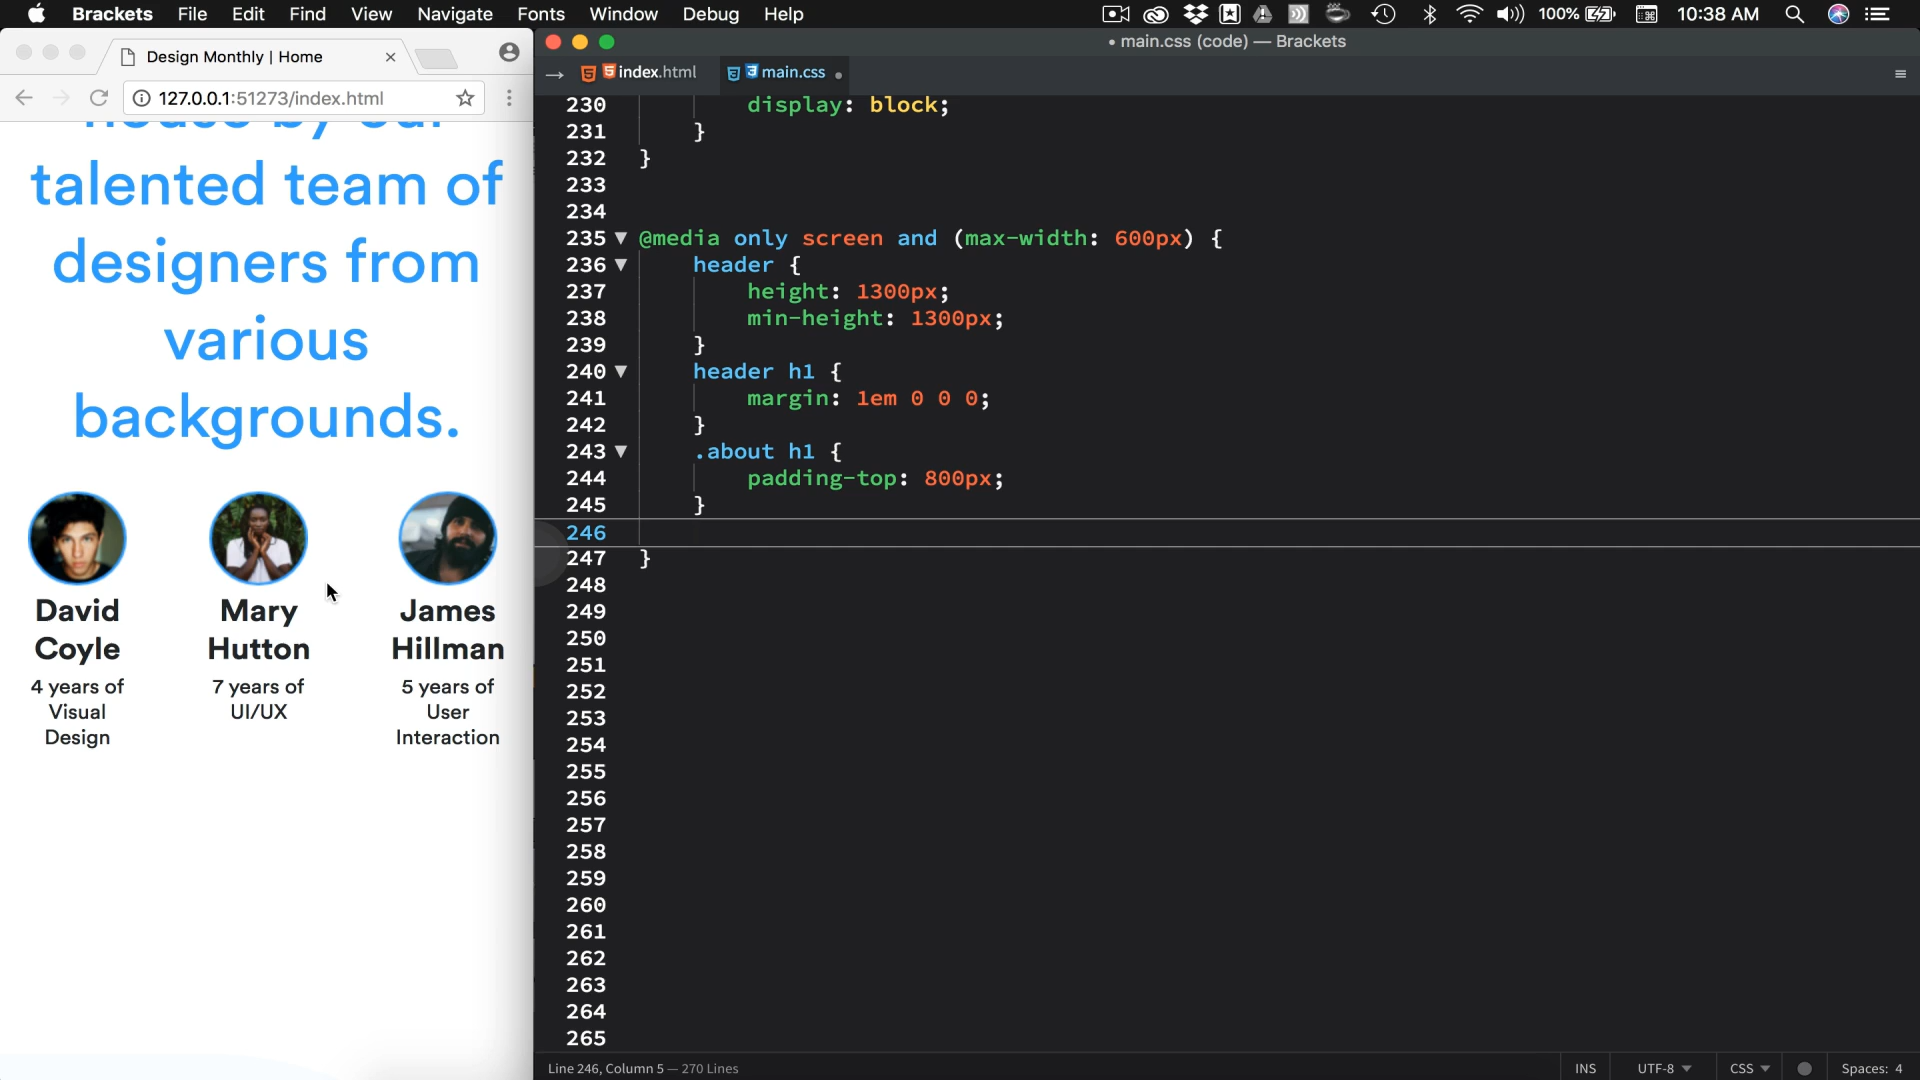 Brackets File Edit Find View Navigate Fonts Window Debug Help 100% 10:38 AM
Design Monthly | Home
127.0.0.1:51273/index.html
house by our
talented team of
designers from
various
backgrounds.
David
Coyle
4 years of
Visual
Design
Mary
Hutton
7 years of
UI/UX
James
Hillman
5 years of
User
Interaction
• main.css (code) — Brackets
index.html main.css
230 display: block;
231 }
232 }
233
234
235 @media only screen and (max-width: 600px) {
236 header {
237 height: 1300px;
238 min-height: 1300px;
239 }
240 header h1 {
241 margin: 1em 0 0 0;
242 }
243 .about h1 {
244 padding-top: 800px;
245 }
246
247 }
248
249
250
251
252
253
254
255
256
257
258
259
260
261
262
263
264
265
Line 246, Column 5 — 270 Lines INS UTF-8 CSS Spaces: 4